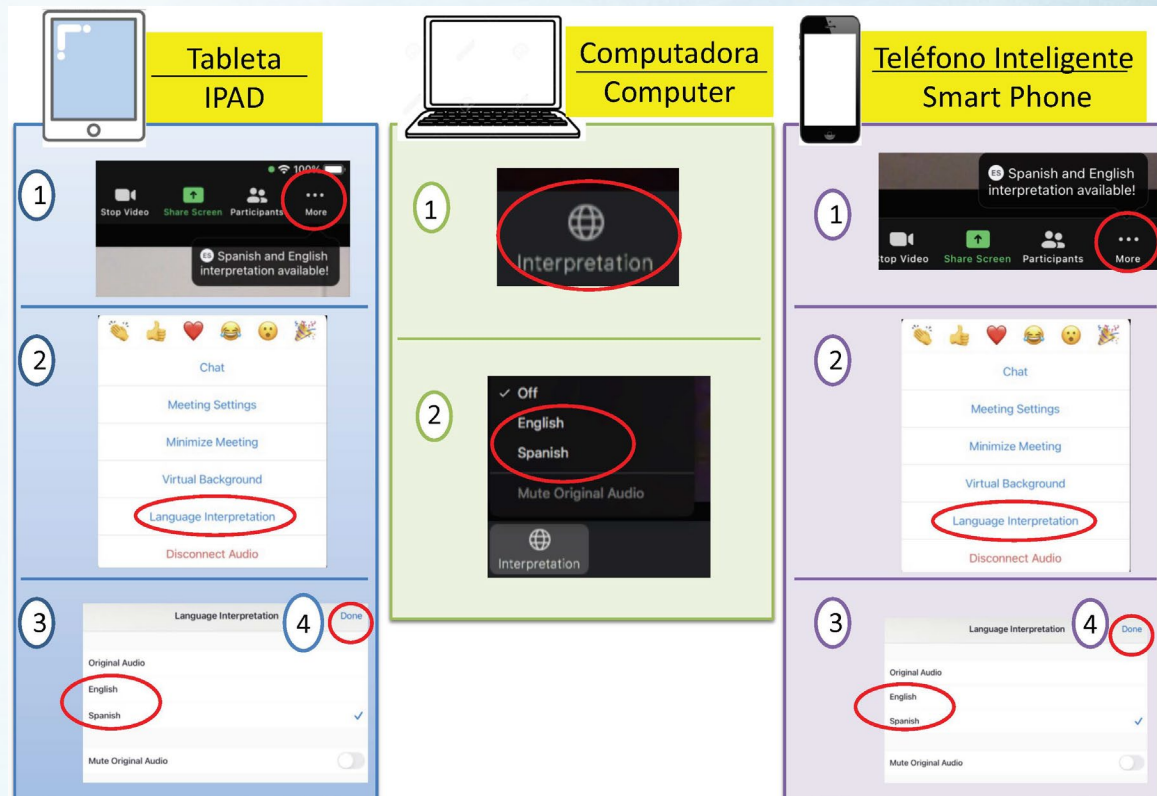 Tableta
IPAD
1
100%
Stop Video Share Screen Participants More
ES Spanish and English
interpretation available!
2
Chat
Meeting Settings
Minimize Meeting
Virtual Background
Language Interpretation
Disconnect Audio
3
Language Interpretation 4 Done
Original Audio
English
Spanish
Mute Original Audio
Computadora
Computer
1
Interpretation
2
Off
English
Spanish
Mute Original Audio
Interpretation
Teléfono Inteligente
Smart Phone
1
ES Spanish and English
interpretation available!
top Video Share Screen Participants More
2
Chat
Meeting Settings
Minimize Meeting
Virtual Background
Language Interpretation
Disconnect Audio
3
Language Interpretation 4 Done
Original Audio
English
Spanish
Mute Original Audio